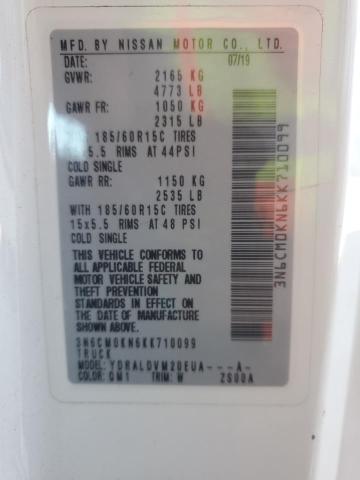 MFD. BY NISSAN MOTOR CO., LTD.
DATE: 07/19
GVWR: 2165 KG
4773 LB
GAWR FR: 1050 KG
2315 LB
185/60R15C TIRES
5.5 RIMS AT 44PSI
COLD SINGLE
GAWR RR: 1150 KG
2535 LB
WITH 185/60R15C TIRES
15x5.5 RIMS AT 48 PSI
COLD SINGLE
THIS VEHICLE CONFORMS TO
ALL APPLICABLE FEDERAL
MOTOR VEHICLE SAFETY AND
THEFT PREVENTION
STANDARDS IN EFFECT ON
THE DATE OF MANUFACTURE
SHOWN ABOVE.
3N6CM0KN6KK710099
TRUCK
MODEL: YDRALDVM20EUA---A-
COLOR: QM1 TRIM: W ZS00A
3N6CM0KN6KK710099